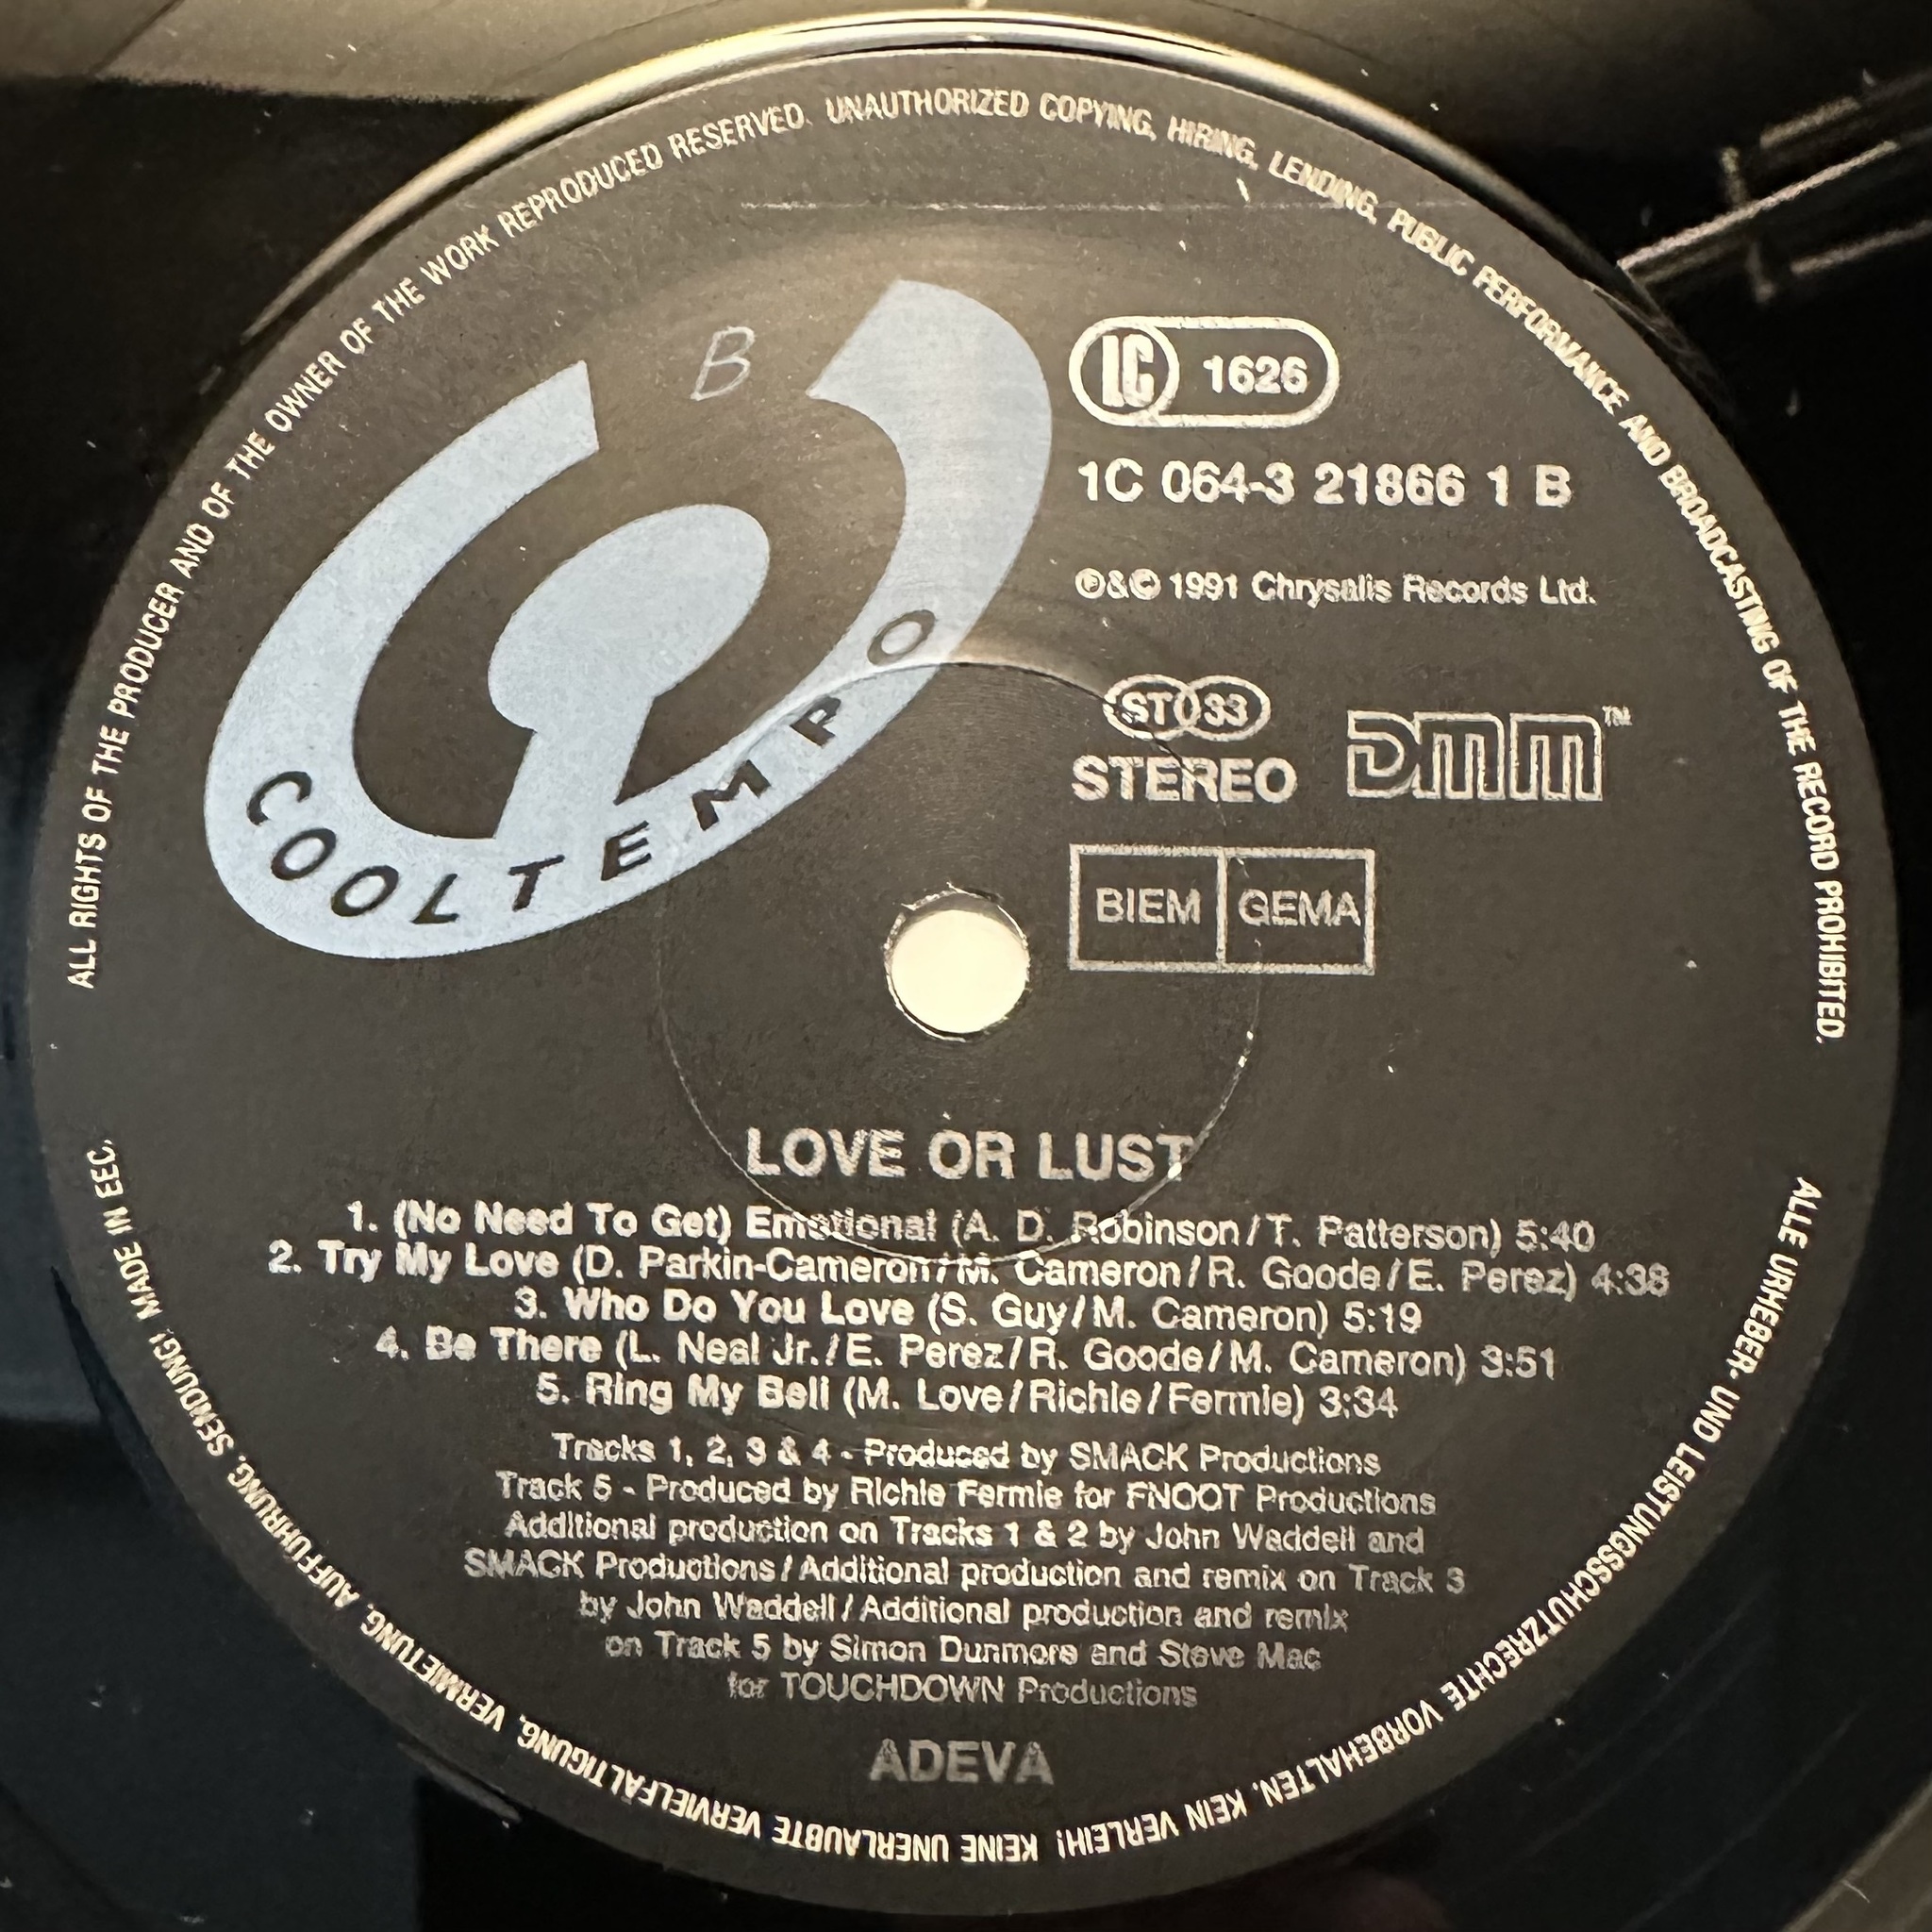 ALL RIGHTS OF THE PRODUCER AND OF THE OWNER OF THE WORK REPRODUCED RESERVED. UNAUTHORIZED COPYING, HIRING, LENDING, PUBLIC PERFORMANCE AND BROADCASTING OF THE RECORD PROHIBITED.
B
COOLTEMPO
LC 1626
1C 064-3 21866 1 B
℗&© 1991 Chrysalis Records Ltd.
ST 33
STEREO
DMM™
BIEM GEMA
LOVE OR LUST
1. (No Need To Get) Emotional (A. D. Robinson/T. Patterson) 5:40
2. Try My Love (D. Parkin-Cameron/M. Cameron/R. Goode/E. Perez) 4:38
3. Who Do You Love (S. Guy/M. Cameron) 5:19
4. Be There (L. Neal Jr./E. Perez/R. Goode/M. Cameron) 3:51
5. Ring My Bell (M. Love/Richie/Fermie) 3:34
Tracks 1, 2, 3 & 4 - Produced by SMACK Productions
Track 5 - Produced by Richie Fermie for FNOOT Productions
Additional production on Tracks 1 & 2 by John Waddell and
SMACK Productions/Additional production and remix on Track 3
by John Waddell/Additional production and remix
on Track 5 by Simon Dunmore and Steve Mac
for TOUCHDOWN Productions
ADEVA
ALLE URHEBER- UND LEISTUNGSSCHUTZRECHTE VORBEHALTEN. KEIN VERLEIH! KEINE UNERLAUBTE VERVIELFÄLTIGUNG, VERMIETUNG, AUFFÜHRUNG, SENDUNG! MADE IN EEC.